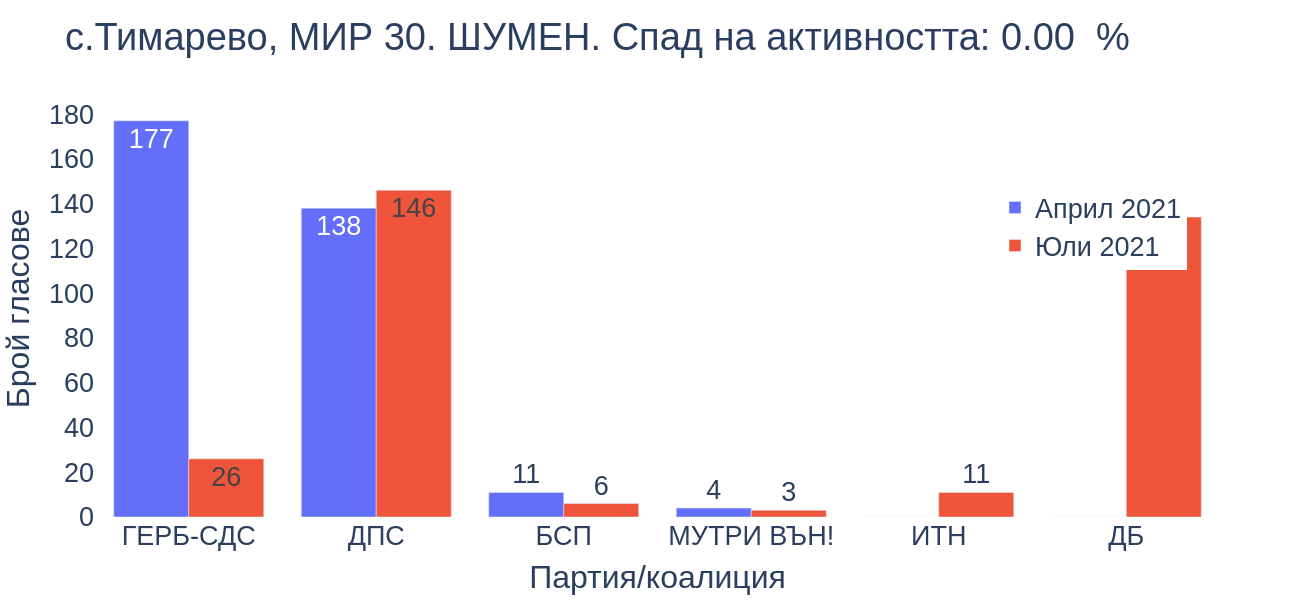 с.Тимарево, МИР 30. ШУМЕН. Спад на активността: 0.00 %
Брой гласове
180
160
140
120
100
80
60
40
20
0
177
26
138
146
11
6
4
3
11
Април 2021
Юли 2021
ГЕРБ-СДС
ДПС
БСП
МУТРИ ВЪН!
ИТН
ДБ
Партия/коалиция